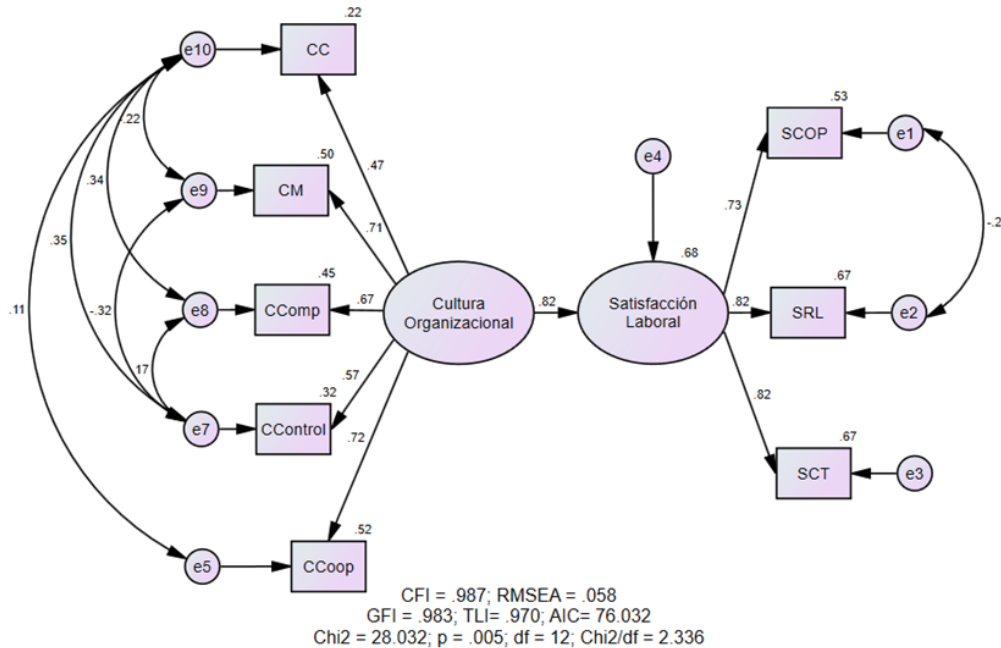 .22
e10
CC
-.22
.47
.53
SCOP
e1
e4
.50
e9
CM
.34
.71
.73
-.2
.35
.68
.45
.67
.11
-.32
e8
CComp
.67
Cultura
Organizacional
.82
Satisfacción
Laboral
.82
SRL
e2
.17
.57
.32
.82
e7
CControl
.72
.67
SCT
e3
.52
e5
CCoop
CFI = .987; RMSEA = .058
GFI = .983; TLI= .970; AIC= 76.032
Chi2 = 28.032; p = .005; df = 12; Chi2/df = 2.336